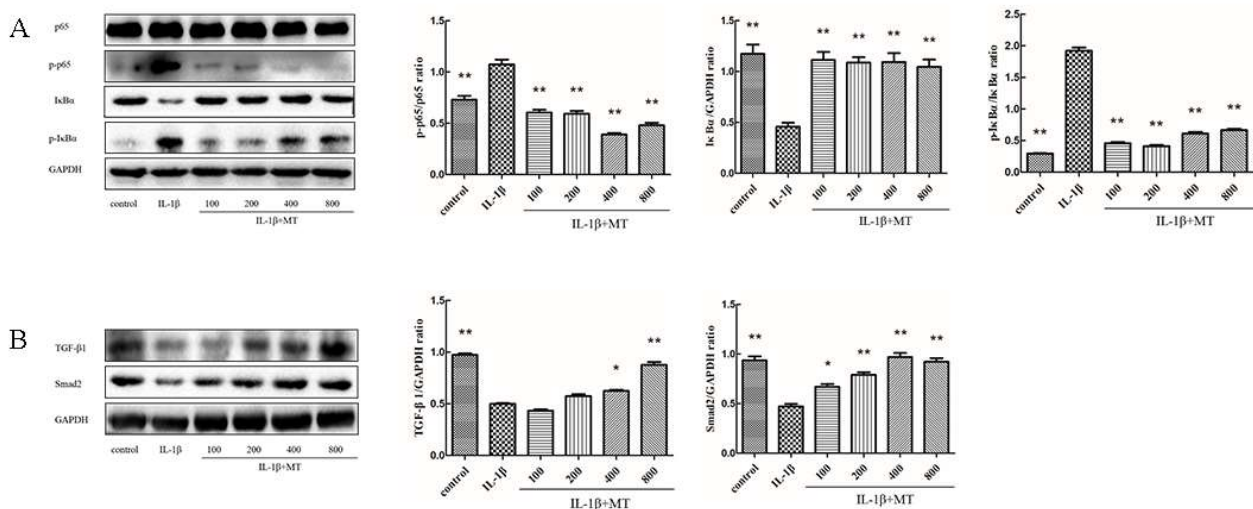 A
p65
p-p65
IκBα
p-IκBα
GAPDH
control IL-1β 100 200 400 800
IL-1β+MT
p-p65/p65 ratio
1.5
1.0
0.5
0.0
** ** ** ** **
control IL-1β 100 200 400 800
IL-1β+MT
Iκ Bα/GAPDH ratio
1.5
1.0
0.5
0.0
** ** ** ** **
control IL-1β 100 200 400 800
IL-1β+MT
p-Iκ Bα/Iκ Bα ratio
2.5
2.0
1.5
1.0
0.5
0.0
** ** ** ** **
control IL-1β 100 200 400 800
IL-1β+MT
B
TGF-β1
Smad2
GAPDH
control IL-1β 100 200 400 800
IL-1β+MT
TGF-β 1/GAPDH ratio
1.5
1.0
0.5
0.0
** * **
control IL-1β 100 200 400 800
IL-1β+MT
Smad2/GAPDH ratio
1.5
1.0
0.5
0.0
** * ** ** **
control IL-1β 100 200 400 800
IL-1β+MT